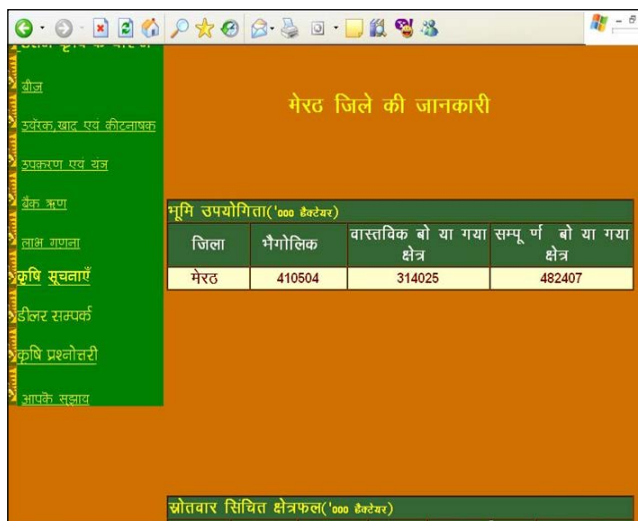 बीज
उर्वरक,खाद एवं कीटनाषक
उपकरण एवं यंत्र
बैंक ऋण
लाभ गणना
कृषि सूचनाएँ
डीलर सम्पर्क
कृषि प्रश्नोत्तरी
आपके सुझाव
मेरठ जिले की जानकारी
भूमि उपयोगिता('000 हैक्टेयर)
जिला भैगोलिक वास्तविक बो या गया क्षेत्र सम्पू र्ण बो या गया क्षेत्र
मेरठ 410504 314025 482407
स्रोतवार सिंचित क्षेत्रफल('000 हैक्टेयर)